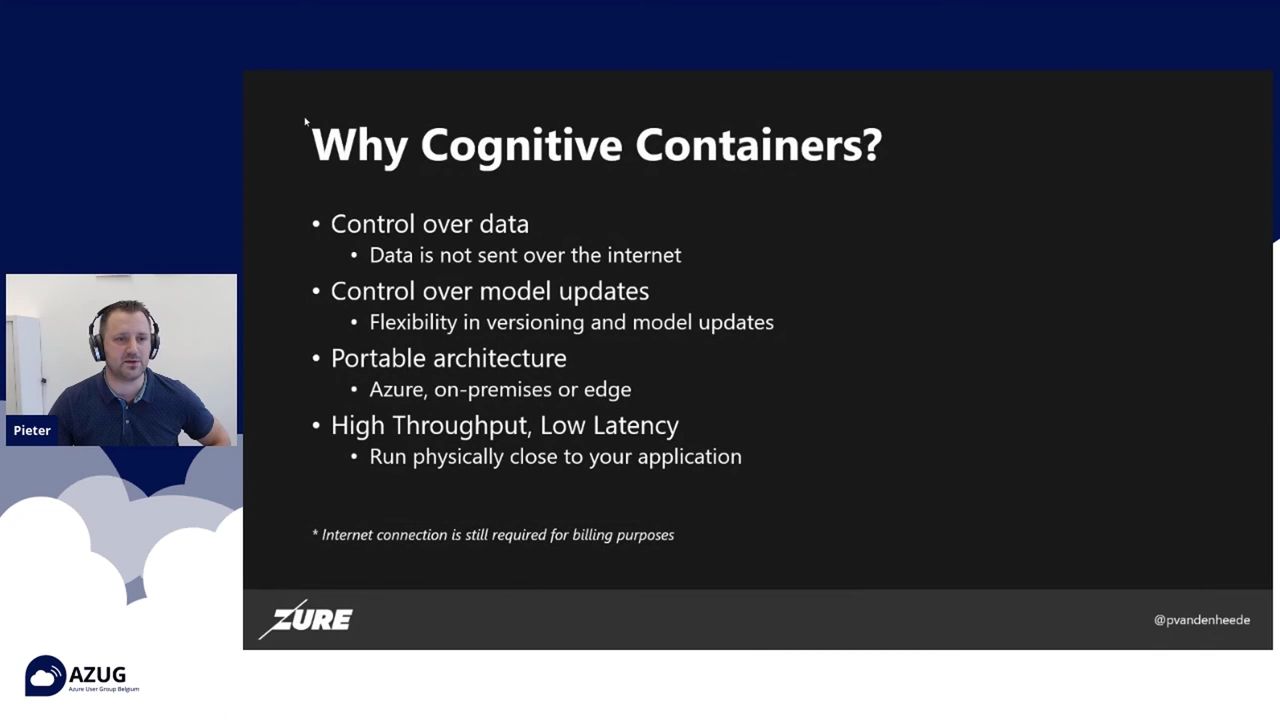 Why Cognitive Containers?
• Control over data
• Data is not sent over the internet
• Control over model updates
• Flexibility in versioning and model updates
• Portable architecture
• Azure, on-premises or edge
• High Throughput, Low Latency
• Run physically close to your application
* Internet connection is still required for billing purposes
Pieter
ZURE
@pvandenheede
AZUG
Azure User Group Belgium